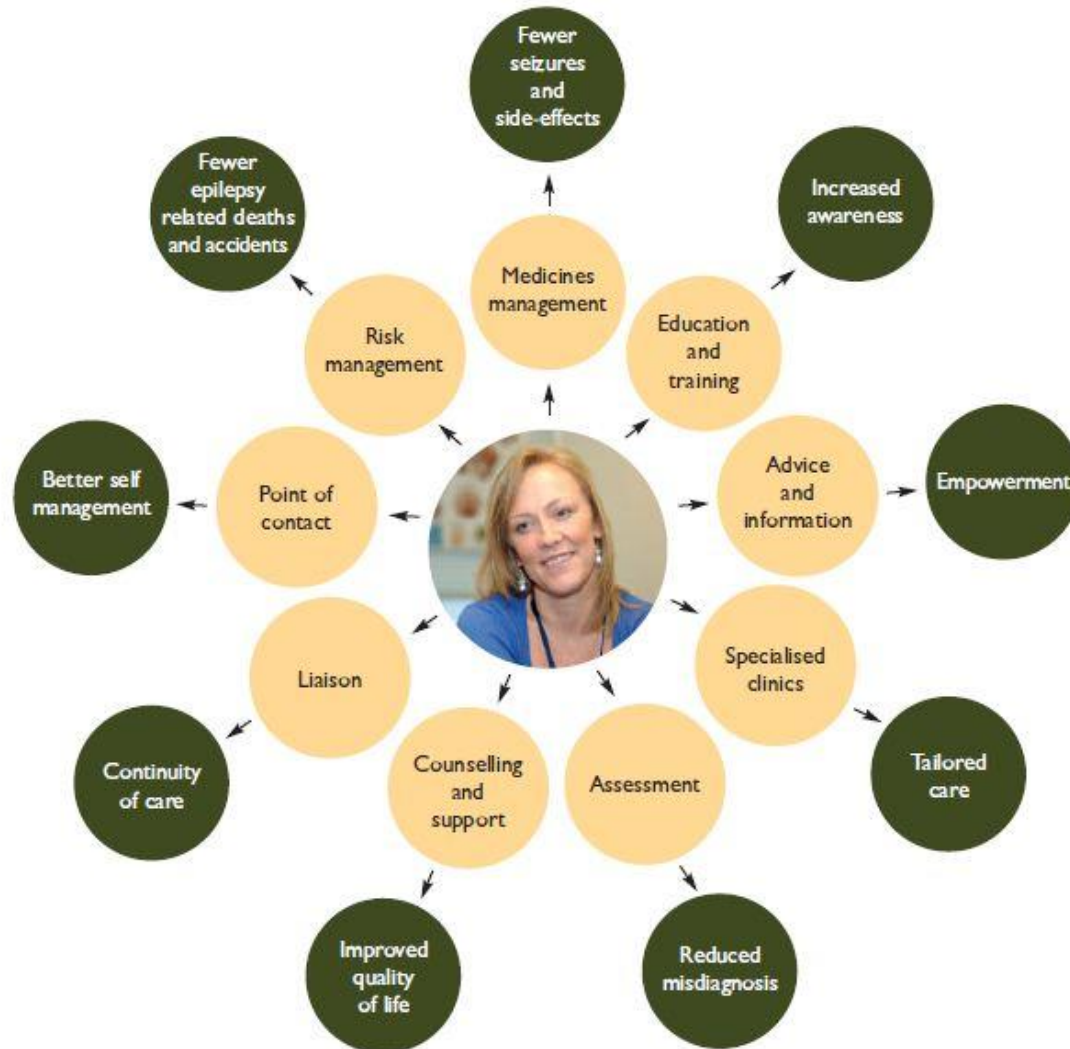 Fewer
seizures
and
side-effects
Increased
awareness
Empowerment
Tailored
care
Reduced
misdiagnosis
Improved
quality
of life
Continuity
of care
Better self
management
Fewer
epilepsy
related deaths
and accidents
Medicines
management
Education
and
training
Advice
and
information
Specialised
clinics
Assessment
Counselling
and
support
Liaison
Point of
contact
Risk
management